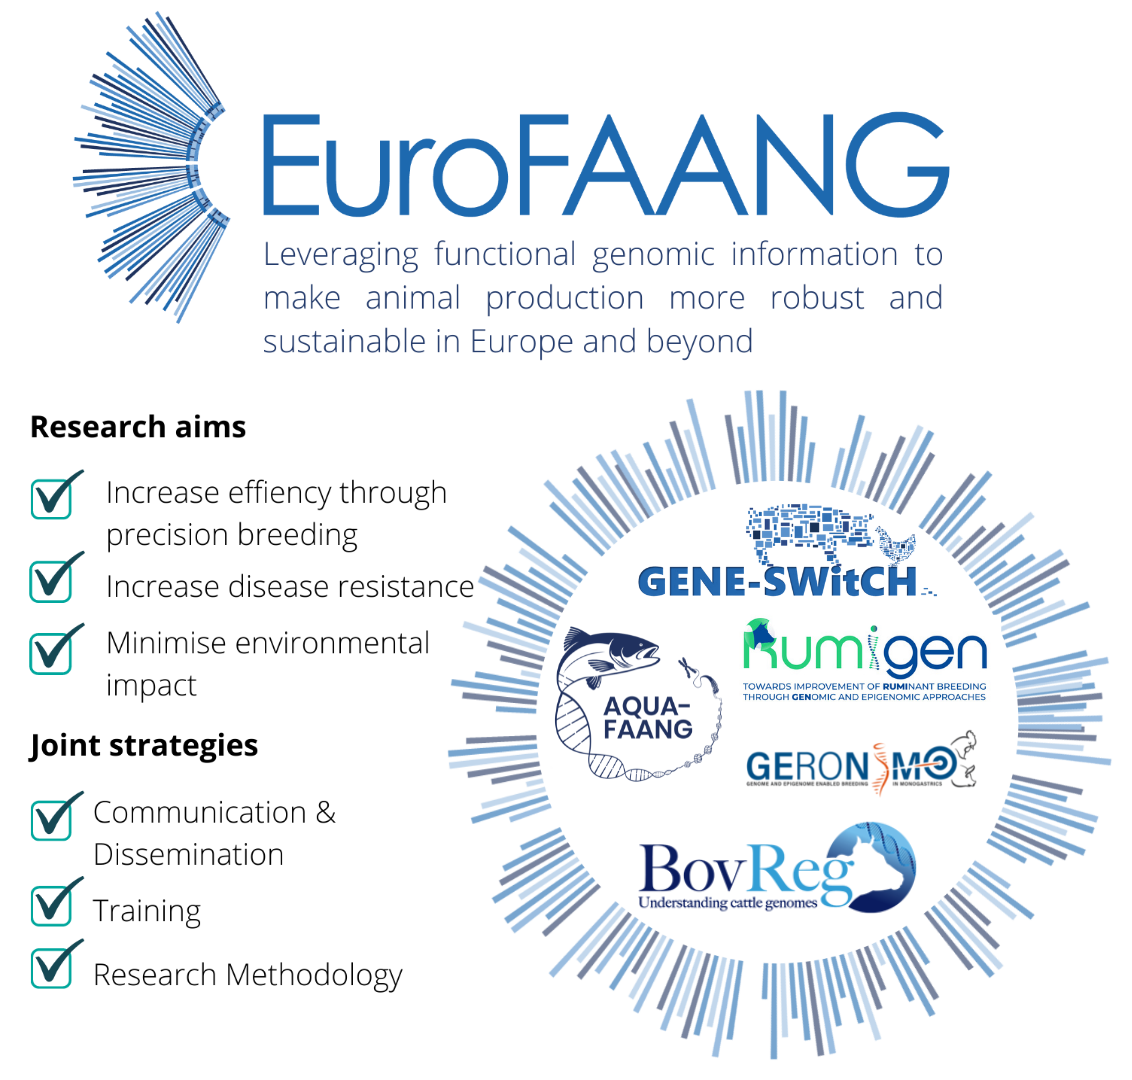 EuroFAANG
Leveraging functional genomic information to
make animal production more robust and
sustainable in Europe and beyond
Research aims
Increase effiency through
precision breeding
Increase disease resistance
Minimise environmental
impact
Joint strategies
Communication &
Dissemination
Training
Research Methodology
GENE-SWitCH
Rumigen
TOWARDS IMPROVEMENT OF RUMINANT BREEDING
THROUGH GENOMIC AND EPIGENOMIC APPROACHES
AQUA-
FAANG
GERONIMO
GENOME AND EPIGENOME ENABLED BREEDING IN MONOGASTRICS
BovReg
Understanding cattle genomes